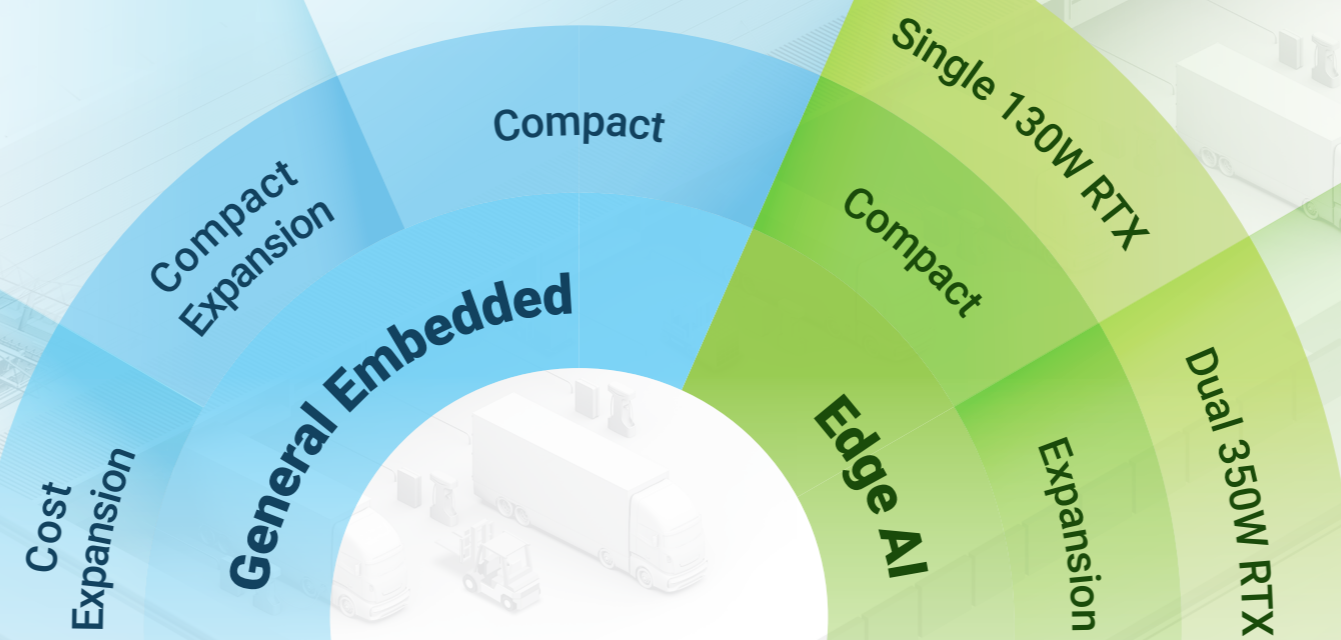 General Embedded
Cost
Expansion
Compact
Expansion
Compact
Edge AI
Compact
Single 130W RTX
Expansion
Dual 350W RTX